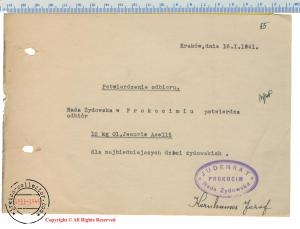 Kraków, dnia 16.I.1941.
Potwierdzenie odbioru.
Rada Żydowska w Prokocimiu potwierdza
odbiór
10 kg Ol. Jecoris Aselli
dla najbiedniejszych dzieci żydowskich.
JUDENRAT
PROKOCIM
Rada Żydowska
Józef
Copyright © All Rights Reserved